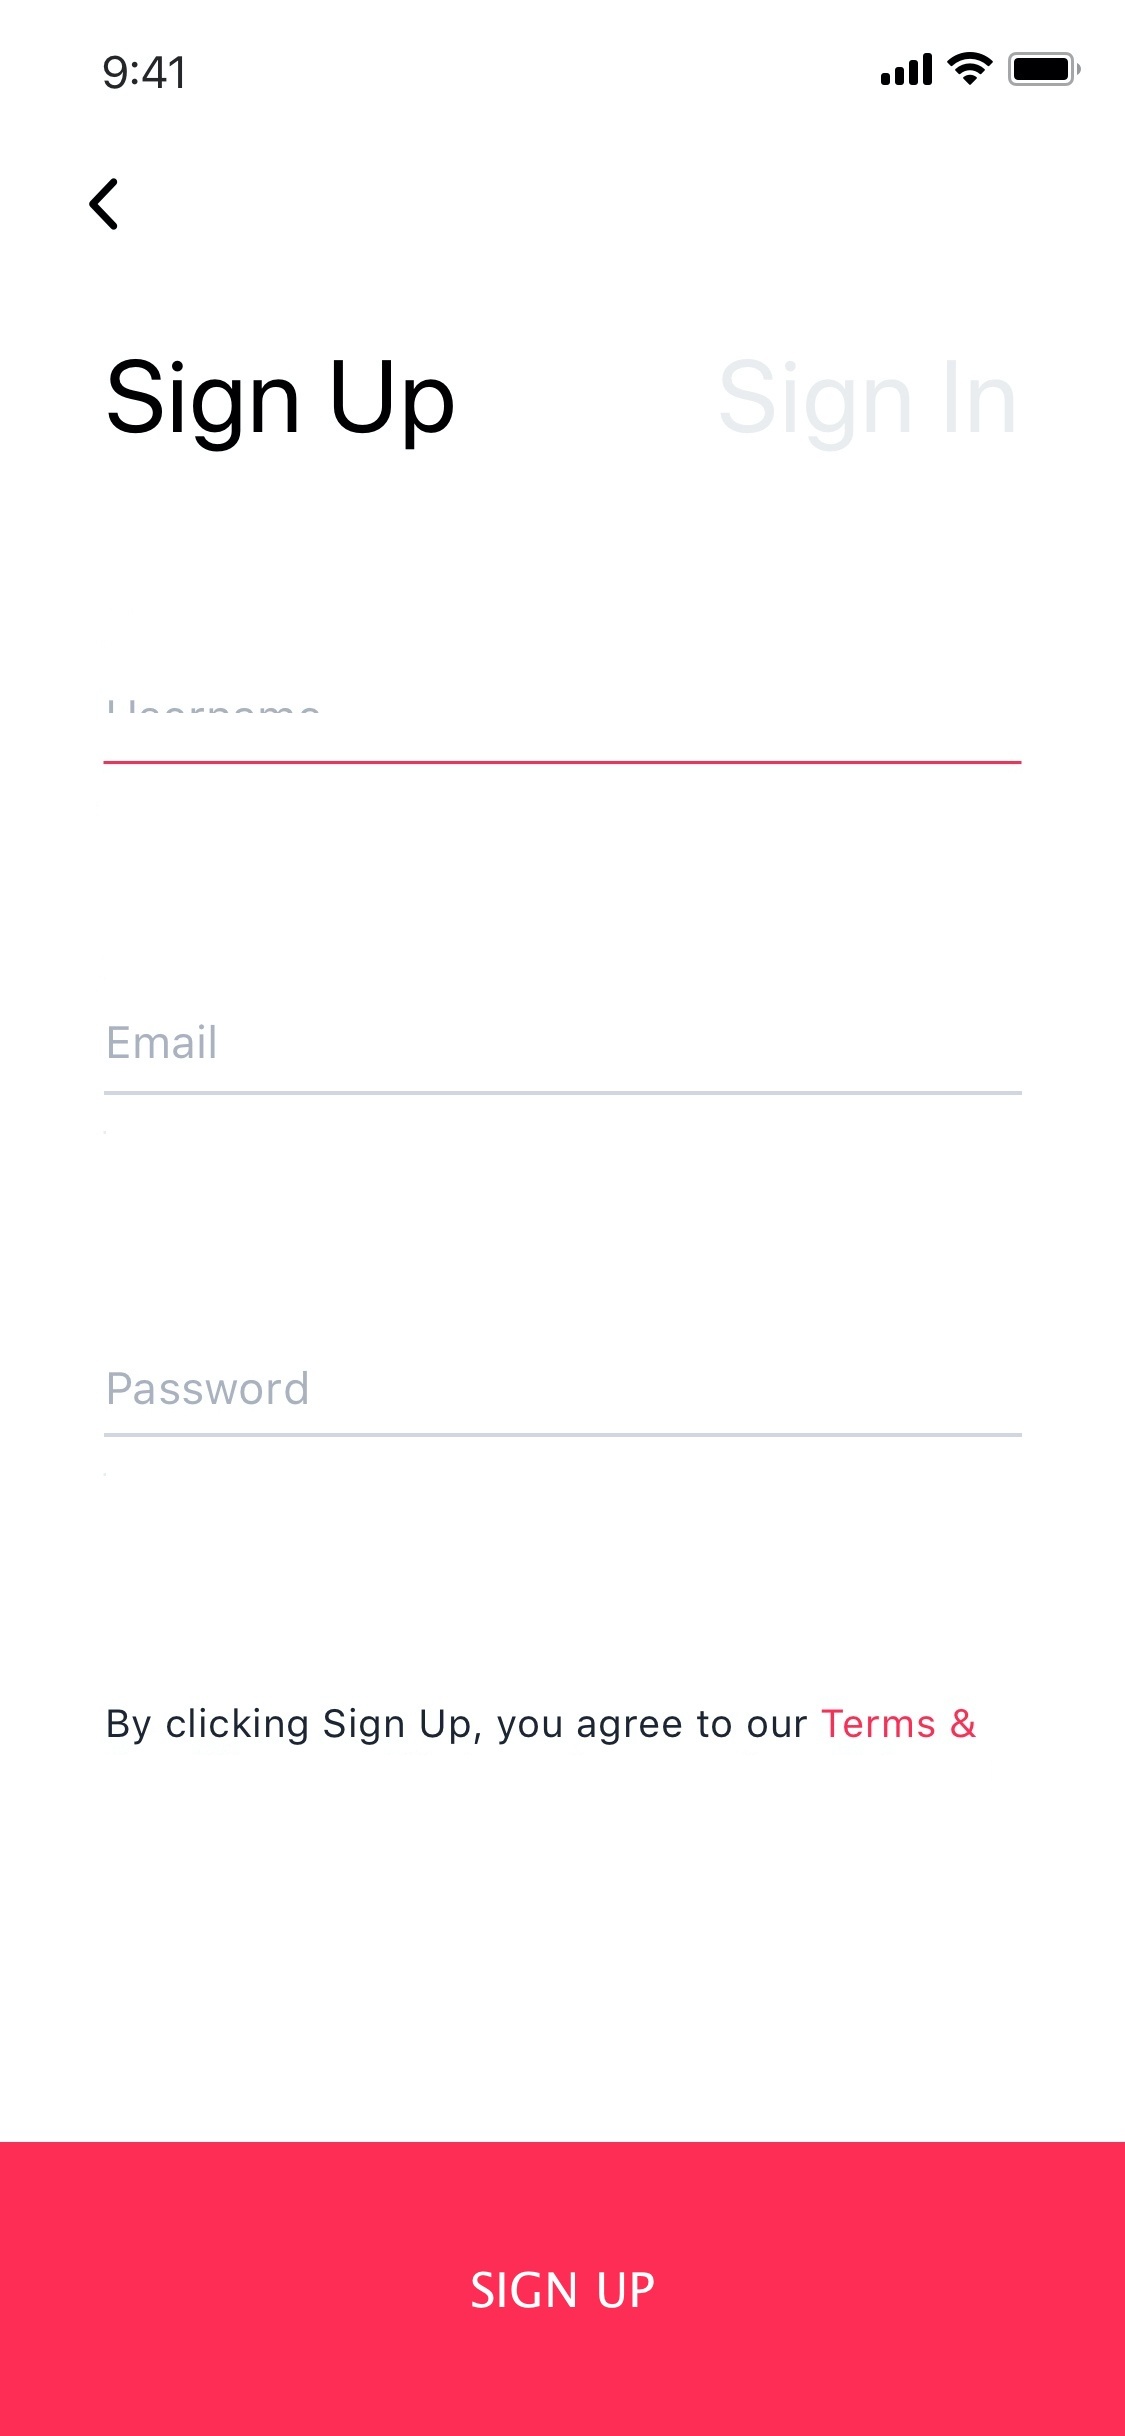 9:41
Sign Up
Sign In
Username
Email
Password
By clicking Sign Up, you agree to our Terms &
SIGN UP